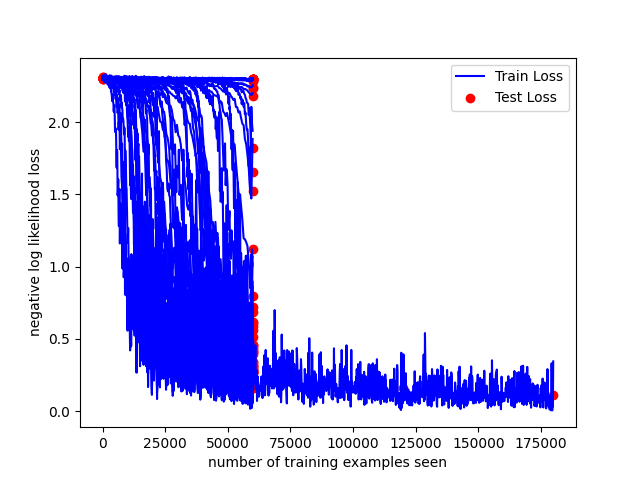 Train Loss
Test Loss
negative log likelihood loss
2.0
1.5
1.0
0.5
0.0
0 25000 50000 75000 100000 125000 150000 175000
number of training examples seen